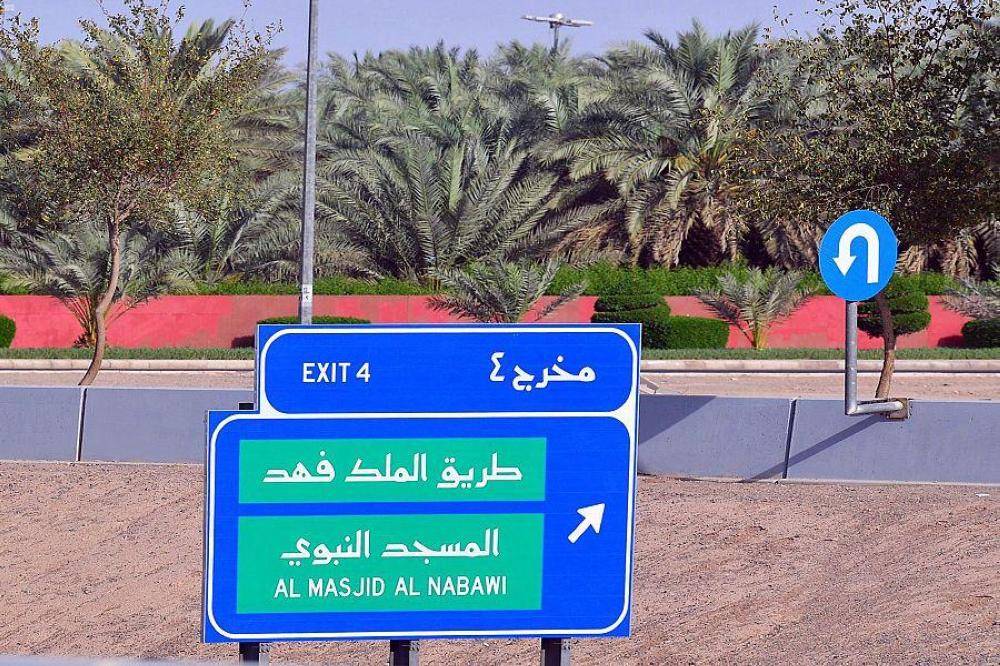 مخرج ٤
EXIT 4
طريق الملك فهد
المسجد النبوي
AL MASJID AL NABAWI